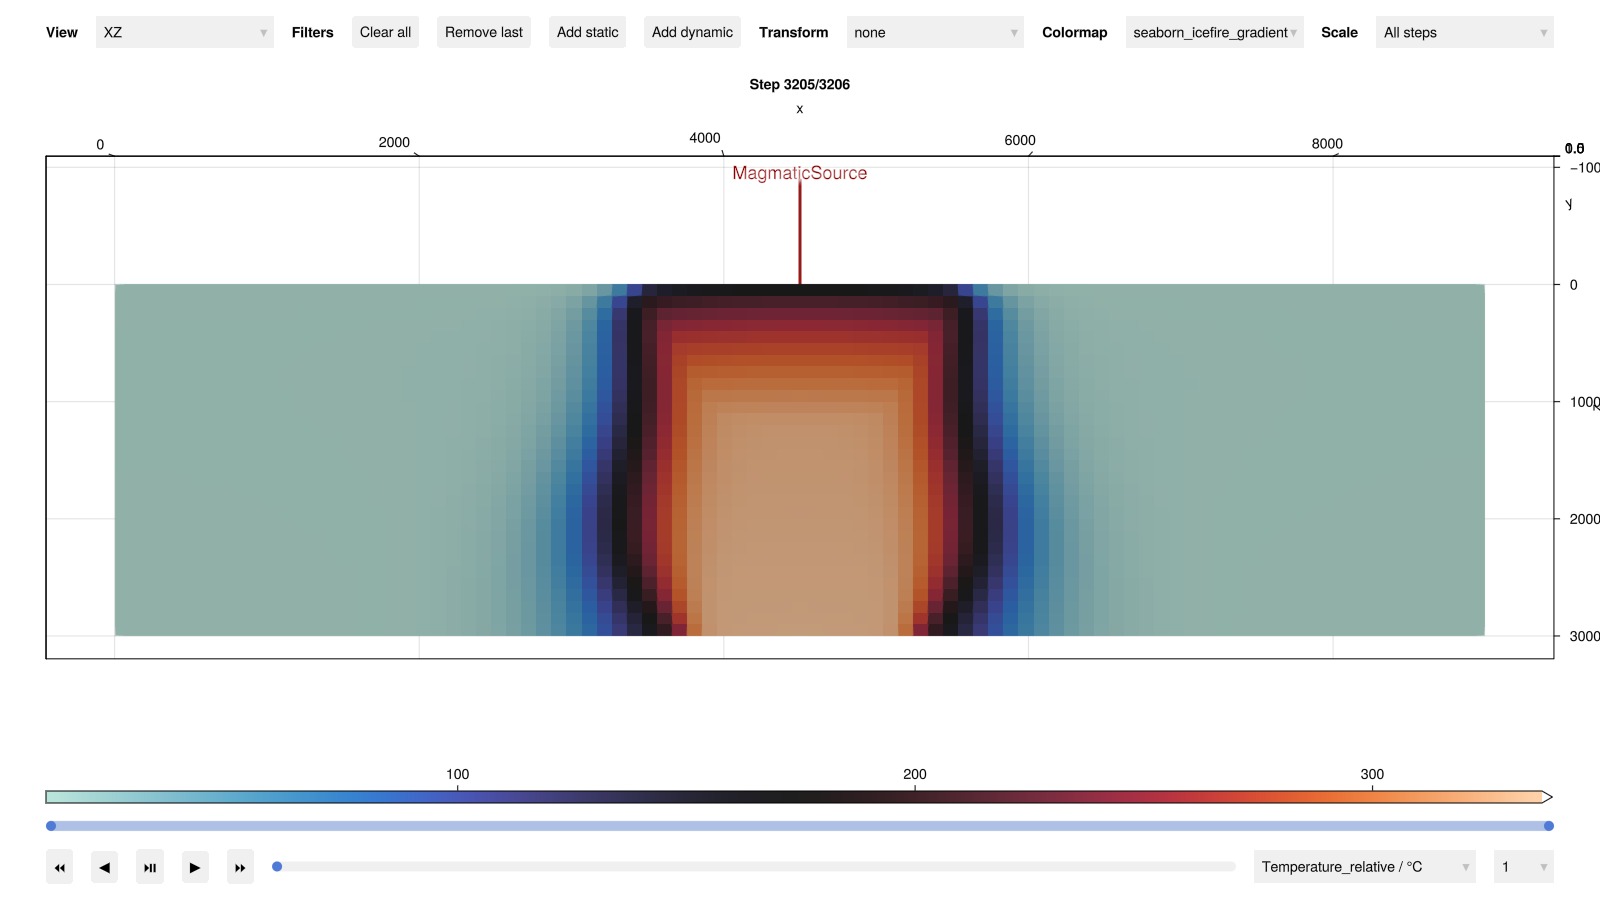 View XZ Filters Clear all Remove last Add static Add dynamic Transform none Colormap seaborn_icefire_gradient Scale All steps
Step 3205/3206
x
0 2000 4000 6000 8000
MagmaticSource
−100
y
0
1000
2000
3000
100 200 300
Temperature_relative / °C 1